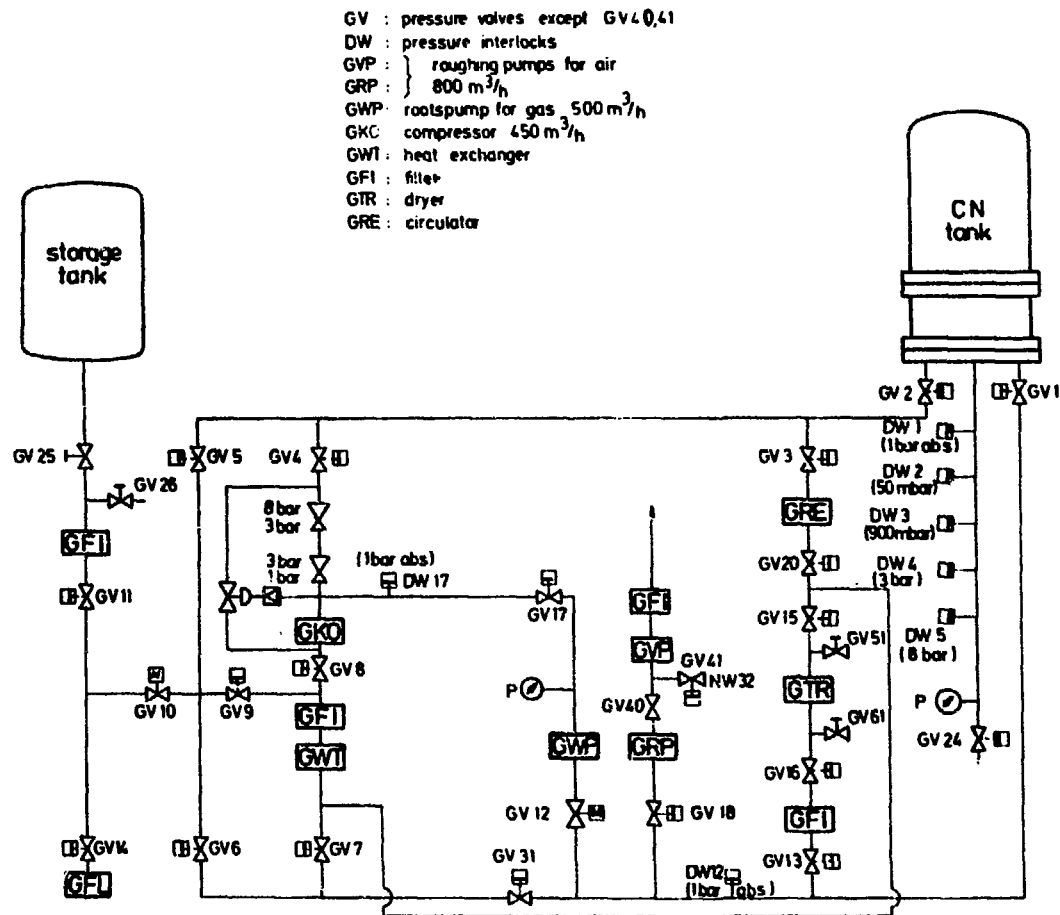 GV : pressure valves except GV40,41
DW : pressure interlocks
GVP : } roughing pumps for air
GRP : } 800 m³/h
GWP : rootspump for gas 500 m³/h
GKO : compressor 450 m³/h
GWT : heat exchanger
GFI : filter
GTR : dryer
GRE : circulator
storage
tank
CN
tank
GV 2
GV 1
GV25
GV 5
GV4
GV 3
DW 1
(1bar abs)
GV 26
DW 2
(50 mbar)
8 bar
3 bar
GRE
DW 3
(900mbar)
GFI
3 bar
1 bar
(1bar abs)
DW 17
GV20
DW 4
(3 bar)
GV11
GV17
GFI
GV15
GKO
GVP
GV51
DW 5
(8 bar)
GV8
GV41
NW32
GV10
GV9
P
GTR
P
GFI
GV40
GV61
GWT
GWP
GRP
GV 24
GV16
GV 12
GV 18
GFI
GV14
GV6
GV 7
GV 31
GV13
DW12
(1bar abs)
GFI